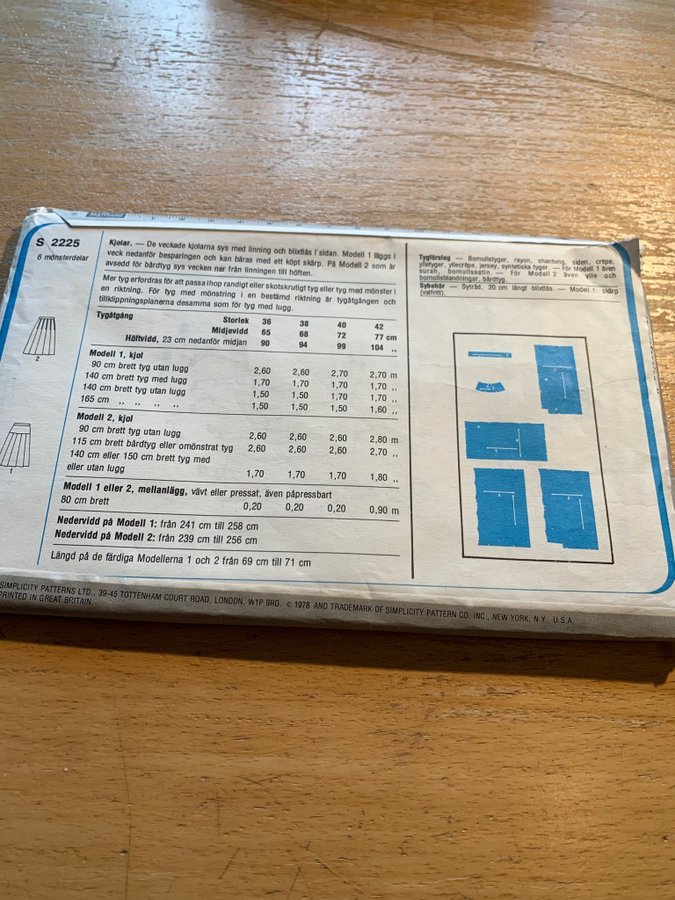 Måttband
S 2225
6 mönsterdelar
2
1
Kjolar. — De veckade kjolarna sys med linning och blixtlås i sidan. Modell 1 läggs i
veck nedanför besparingen och kan bäras med ett köpt skärp. På Modell 2 som är
avsedd för bårdtyg sys vecken ner från linningen till höften.
Mer tyg erfordras för att passa ihop randigt eller skotskrutigt tyg eller tyg med mönster i
en riktning. För tyg med mönstring i en bestämd riktning är tygåtgången och
tillklippningsplanerna desamma som för tyg med lugg.
Tygåtgång Storlek 36 38 40 42
Midjevidd 65 68 72 77 cm
Höftvidd, 23 cm nedanför midjan 90 94 99 104 ,,
Modell 1, kjol
90 cm brett tyg utan lugg 2,60 2,60 2,70 2,70 m
140 cm brett tyg med lugg 1,70 1,70 1,70 1,70 ,,
140 cm brett tyg utan lugg 1,50 1,50 1,70 1,70 ,,
165 cm ,, ,, ,, ,, 1,50 1,50 1,50 1,60 ,,
Modell 2, kjol
90 cm brett tyg utan lugg 2,60 2,60 2,60 2,80 m
115 cm brett bårdtyg eller omönstrat tyg 2,60 2,60 2,60 2,70 ,,
140 cm eller 150 cm brett tyg med
eller utan lugg 1,70 1,70 1,70 1,80 ,,
Modell 1 eller 2, mellanlägg, vävt eller pressat, även påpressbart
80 cm brett 0,20 0,20 0,20 0,90 m
Nedervidd på Modell 1: från 241 cm till 258 cm
Nedervidd på Modell 2: från 239 cm till 256 cm
Längd på de färdiga Modellerna 1 och 2 från 69 cm till 71 cm
Tygförslag — Bomullstyger, rayon, shantung, siden, crêpe,
ylletyger, yllecrêpe, jersey, syntetiska tyger. — För Modell 1 även
surah, bomullssatin. — För Modell 2 även ylle och
bomullsblandningar, bårdtyg.
Sybehör — Sytråd, 20 cm långt blixtlås. — Modell 1: skärp
(valfritt).
SIMPLICITY PATTERNS LTD., 39-45 TOTTENHAM COURT ROAD, LONDON, W1P 9RD. © 1978 AND TRADEMARK OF SIMPLICITY PATTERN CO. INC., NEW YORK, N.Y., U.S.A.
PRINTED IN GREAT BRITAIN.